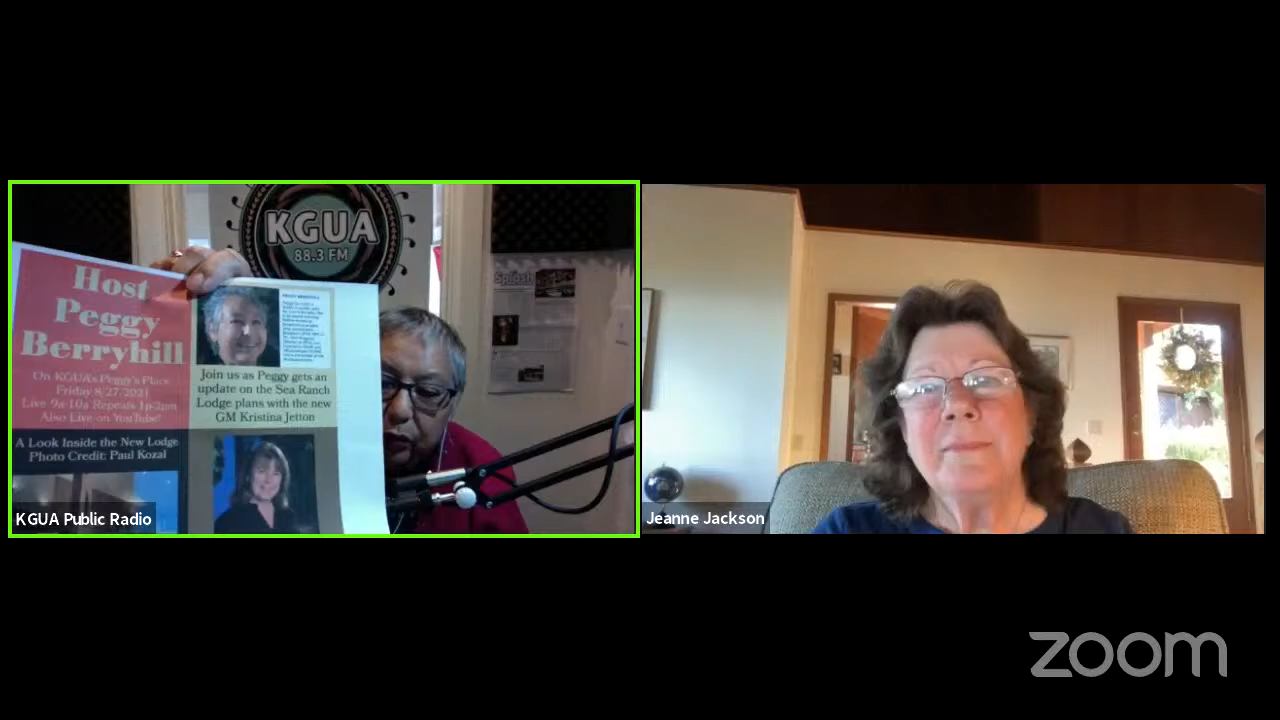 KGUA
88.3 FM
Splash
Host
Peggy
Berryhill
On KGUA's Peggy's Place
Friday 8/27/2021
Live 9a-10a Repeats 1p-2pm
Also Live on YouTube!
A Look Inside the New Lodge
Photo Credit: Paul Kozal
PEGGY BERRYHILL
Join us as Peggy gets an
update on the Sea Ranch
Lodge plans with the new
GM Kristina Jetton
KGUA Public Radio
Jeanne Jackson
zoom